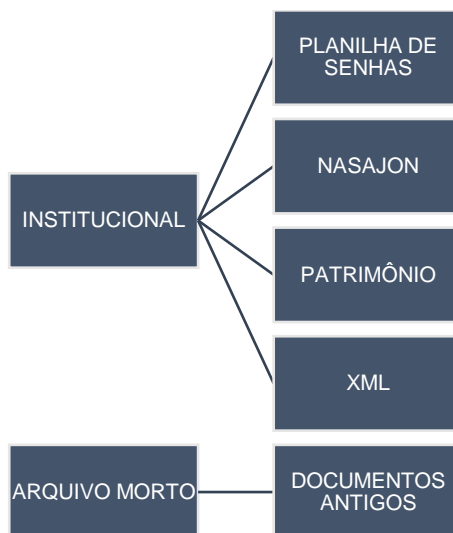 PLANILHA DE
SENHAS
NASAJON
INSTITUCIONAL
PATRIMÔNIO
XML
ARQUIVO MORTO
DOCUMENTOS
ANTIGOS